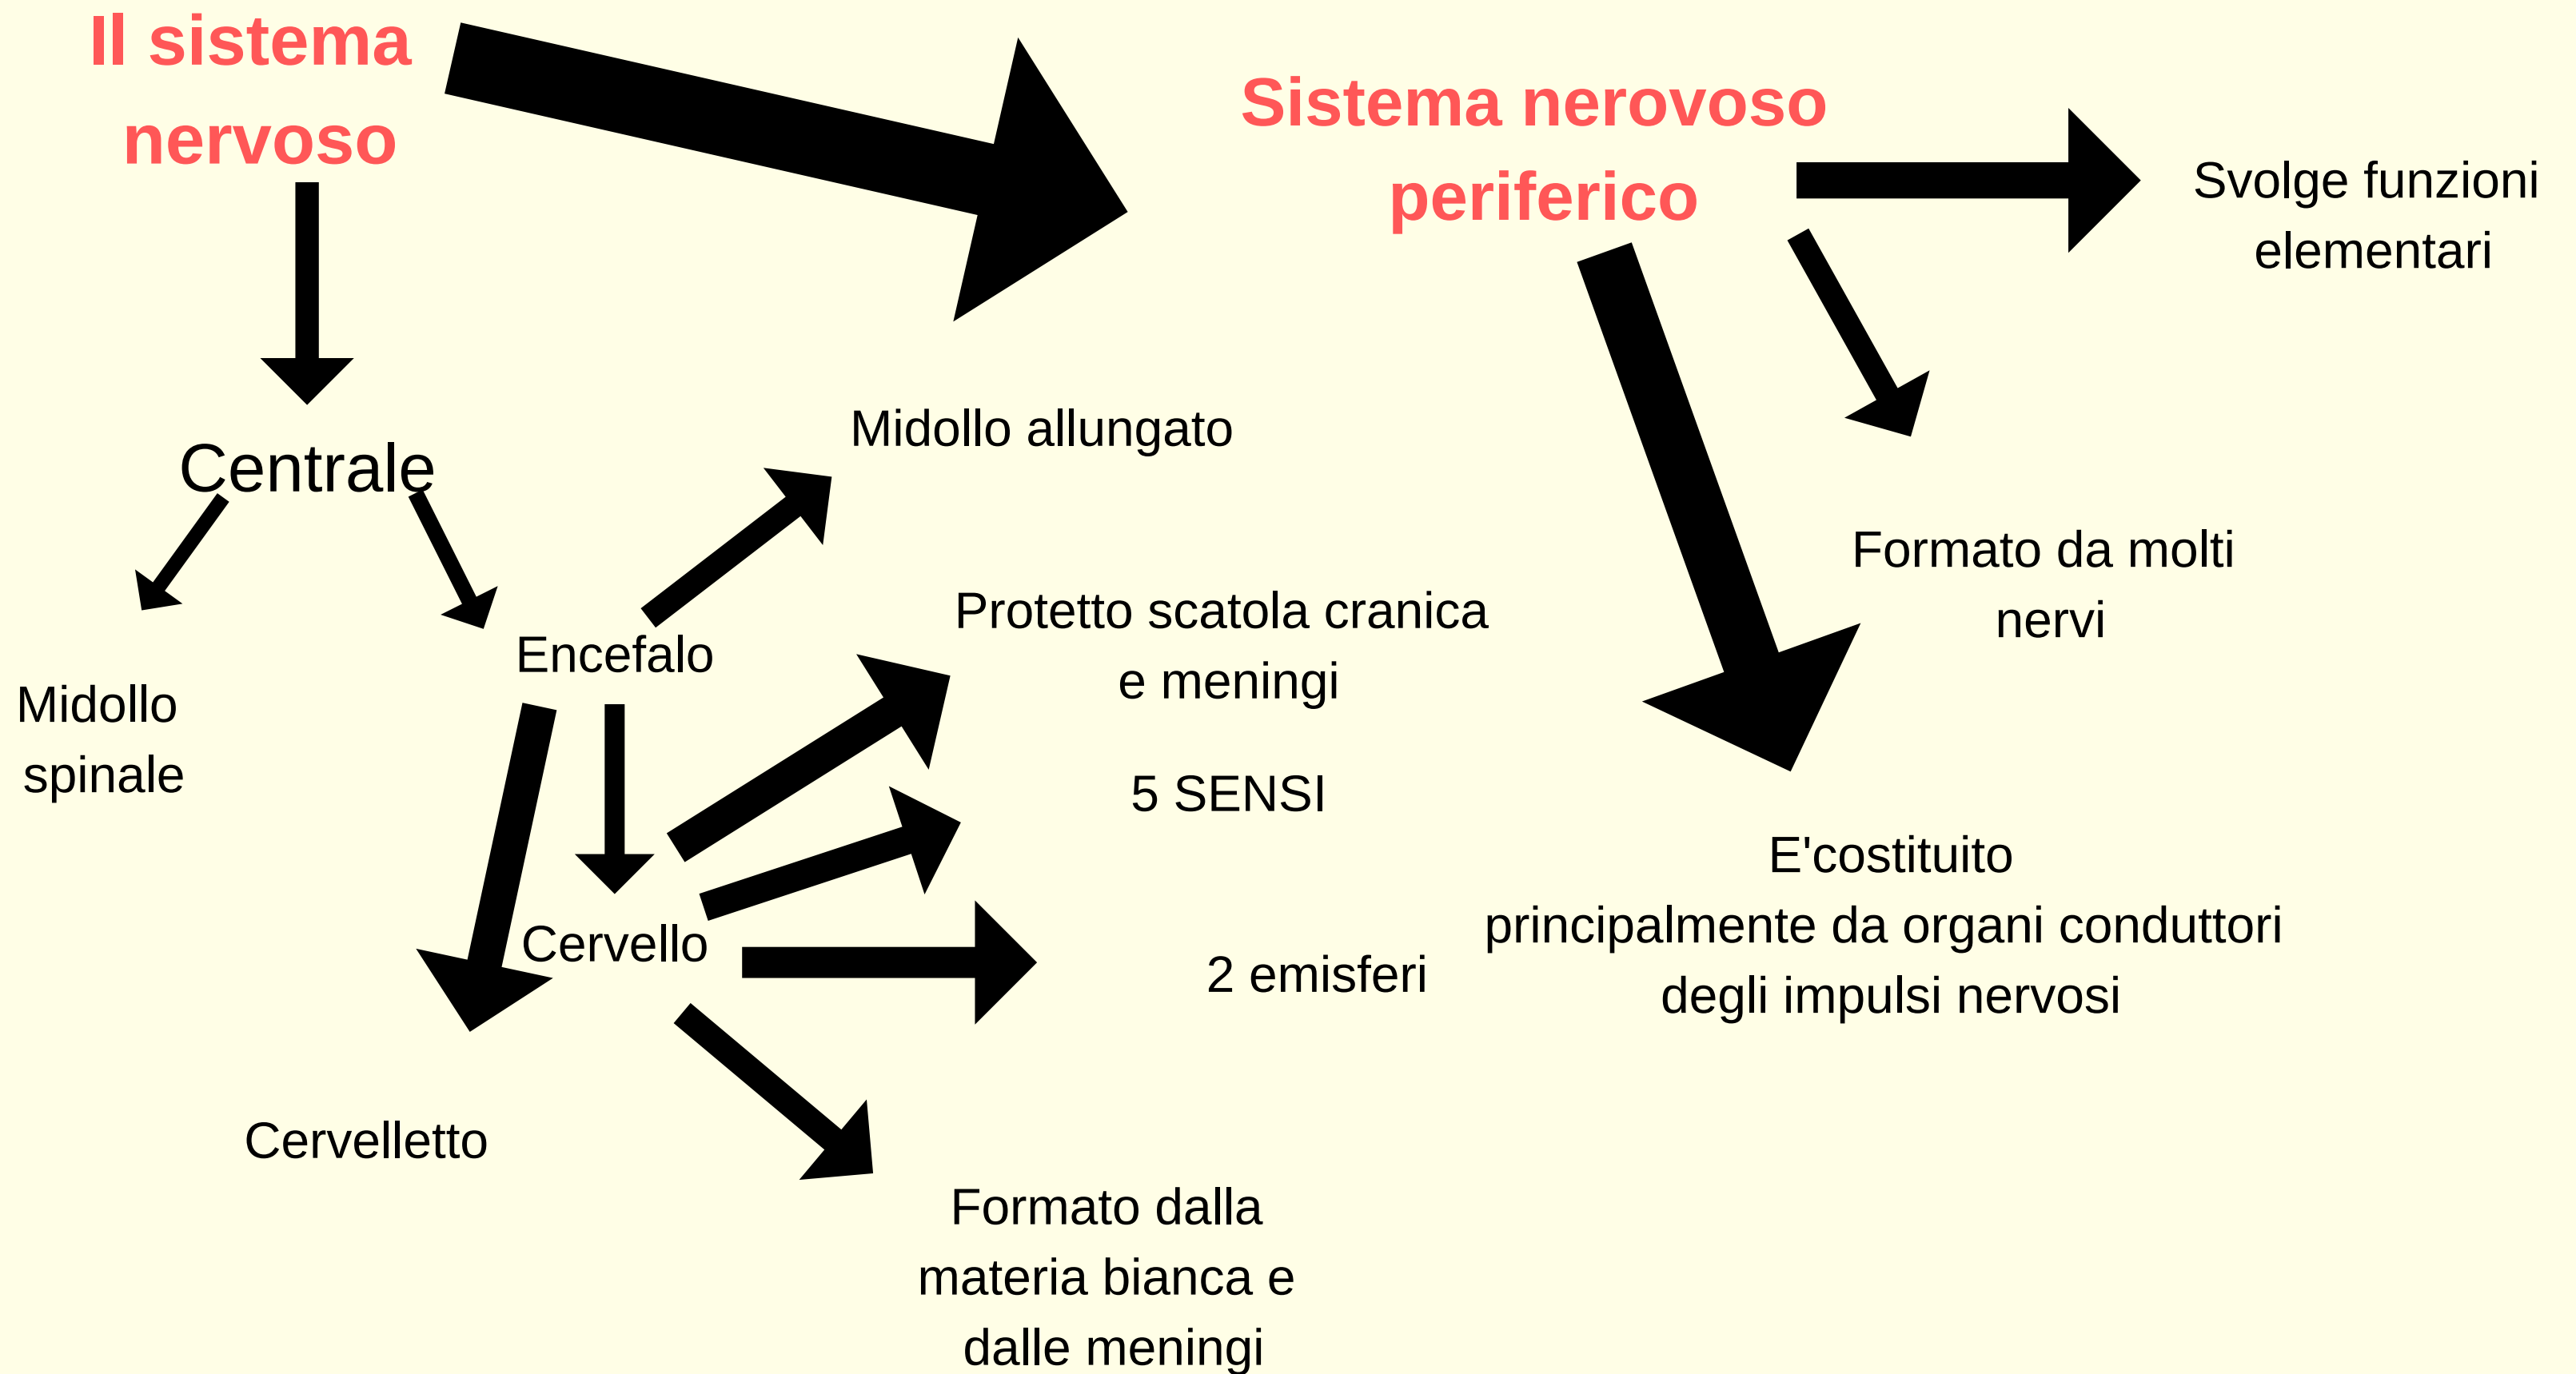 Il sistema
nervoso
Sistema nerovoso
periferico
Svolge funzioni
elementari
Centrale
Midollo allungato
Formato da molti
nervi
Protetto scatola cranica
e meningi
Encefalo
Midollo
spinale
5 SENSI
E'costituito
principalmente da organi conduttori
degli impulsi nervosi
Cervello
2 emisferi
Cervelletto
Formato dalla
materia bianca e
dalle meningi